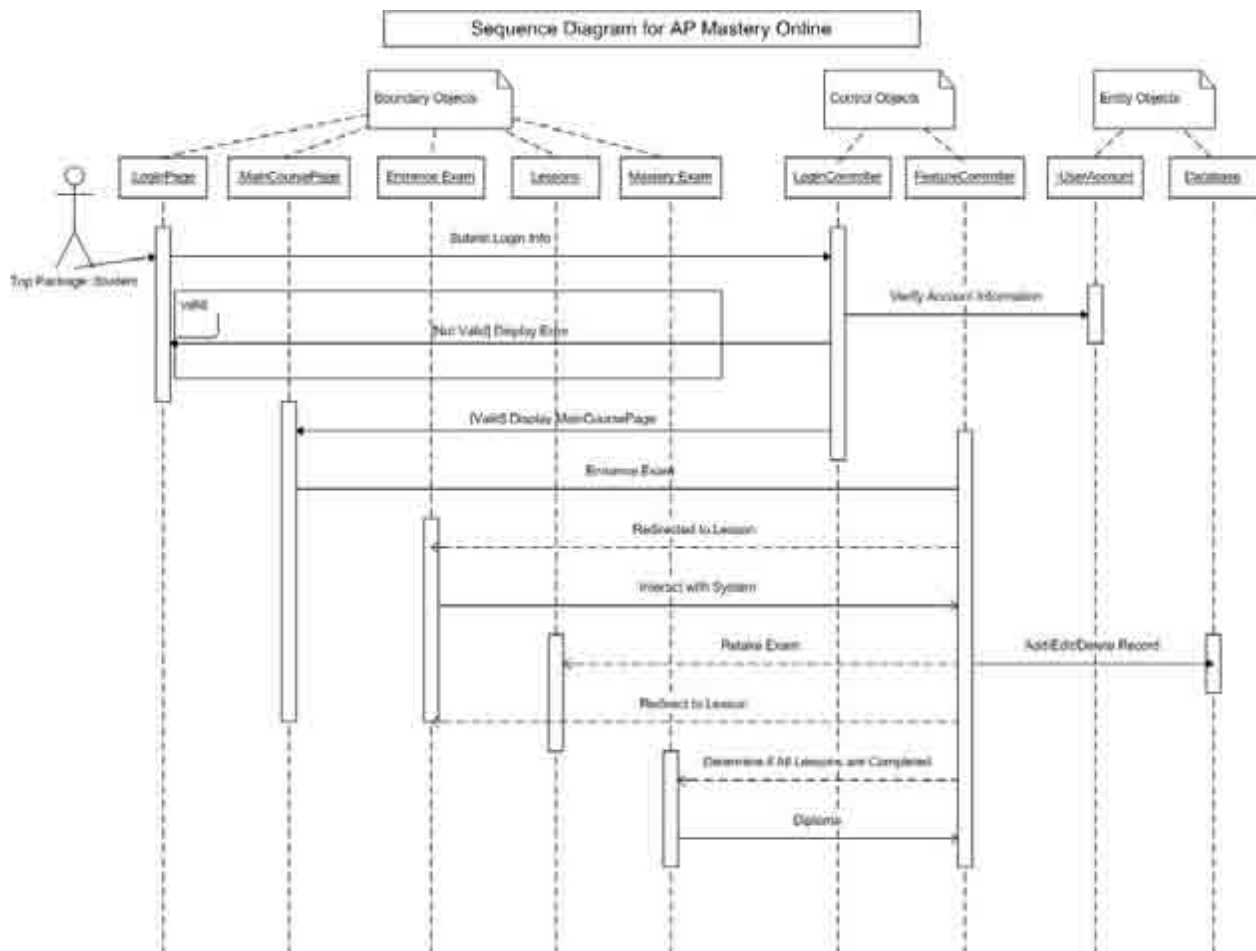 Sequence Diagram for AP Mastery Online
Boundary Objects
Control Objects
Entity Objects
LoginPage
MainCoursePage
Entrance Exam
Lessons
Mastery Exam
LoginController
FeatureController
UserAccount
Database
Top Package::Student
Submit Login Info
valid
Verify Account Information
[Not Valid] Display Error
[Valid] Display MainCoursePage
Entrance Exam
Redirected to Lesson
Interact with System
Retake Exam
Add/Edit/Delete Record
Redirect to Lesson
Determine if All Lessons are Completed
Diploma